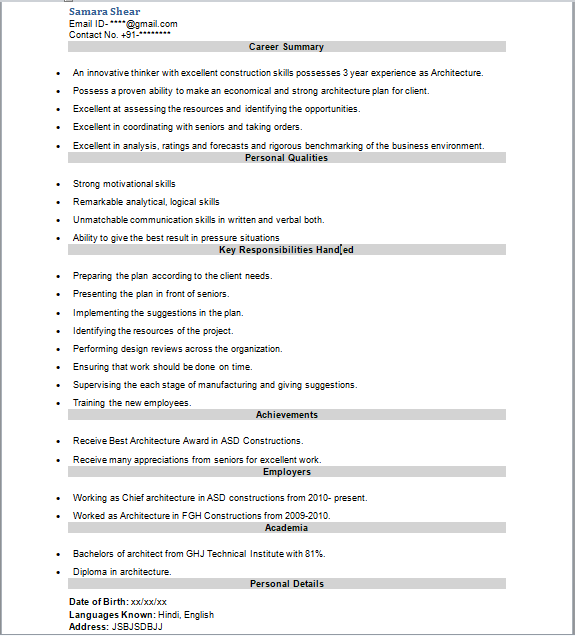 Samara Shear
Email ID- ****@gmail.com
Contact No. +91-********
Career Summary
An innovative thinker with excellent construction skills possesses 3 year experience as Architecture.
Possess a proven ability to make an economical and strong architecture plan for client.
Excellent at assessing the resources and identifying the opportunities.
Excellent in coordinating with seniors and taking orders.
Excellent in analysis, ratings and forecasts and rigorous benchmarking of the business environment.
Personal Qualities
Strong motivational skills
Remarkable analytical, logical skills
Unmatchable communication skills in written and verbal both.
Ability to give the best result in pressure situations
Key Responsibilities Handled
Preparing the plan according to the client needs.
Presenting the plan in front of seniors.
Implementing the suggestions in the plan.
Identifying the resources of the project.
Performing design reviews across the organization.
Ensuring that work should be done on time.
Supervising the each stage of manufacturing and giving suggestions.
Training the new employees.
Achievements
Receive Best Architecture Award in ASD Constructions.
Receive many appreciations from seniors for excellent work.
Employers
Working as Chief architecture in ASD constructions from 2010- present.
Worked as Architecture in FGH Constructions from 2009-2010.
Academia
Bachelors of architect from GHJ Technical Institute with 81%.
Diploma in architecture.
Personal Details
Date of Birth: xx/xx/xx
Languages Known: Hindi, English
Address: JSBJSDBJJ